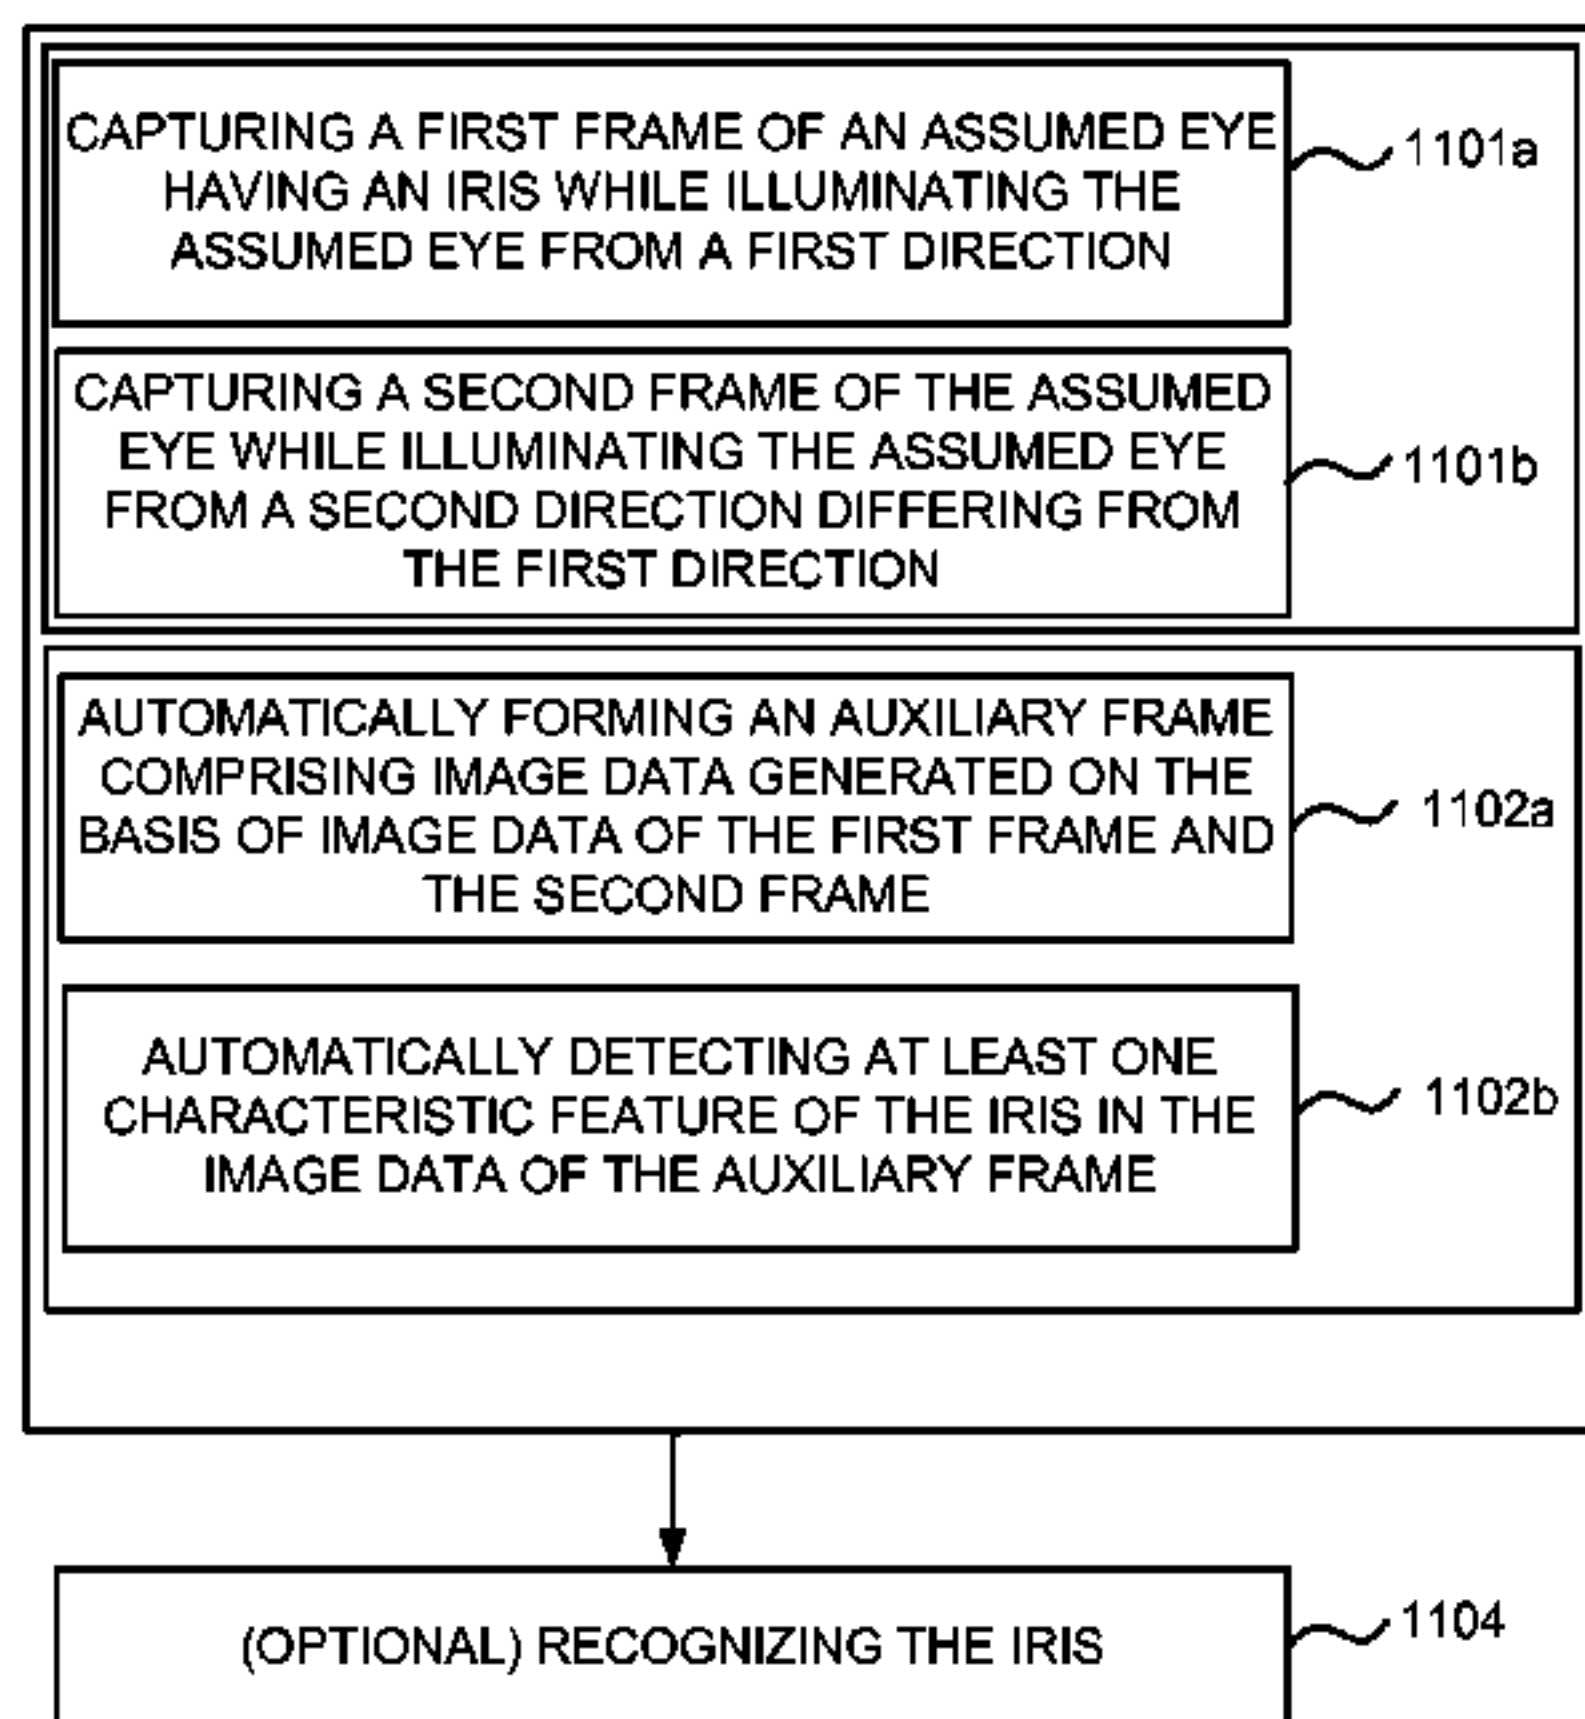 CAPTURING A FIRST FRAME OF AN ASSUMED EYE
HAVING AN IRIS WHILE ILLUMINATING THE
ASSUMED EYE FROM A FIRST DIRECTION
1101a
CAPTURING A SECOND FRAME OF THE ASSUMED
EYE WHILE ILLUMINATING THE ASSUMED EYE
FROM A SECOND DIRECTION DIFFERING FROM
THE FIRST DIRECTION
1101b
AUTOMATICALLY FORMING AN AUXILIARY FRAME
COMPRISING IMAGE DATA GENERATED ON THE
BASIS OF IMAGE DATA OF THE FIRST FRAME AND
THE SECOND FRAME
1102a
AUTOMATICALLY DETECTING AT LEAST ONE
CHARACTERISTIC FEATURE OF THE IRIS IN THE
IMAGE DATA OF THE AUXILIARY FRAME
1102b
(OPTIONAL) RECOGNIZING THE IRIS
1104